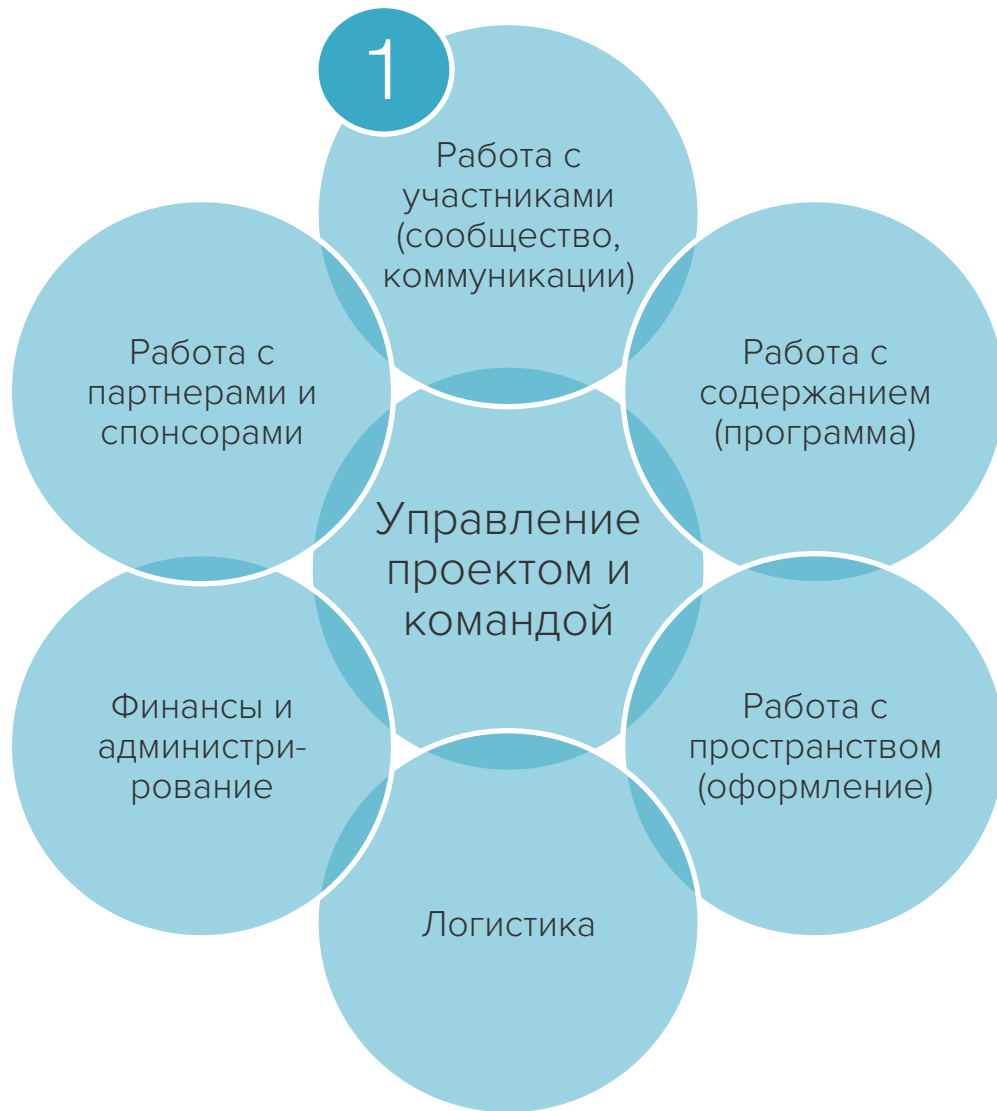 1
Работа с
участниками
(сообщество,
коммуникации)
Работа с
партнерами и
спонсорами
Работа с
содержанием
(программа)
Управление
проектом и
командой
Финансы и
администри-
рование
Работа с
пространством
(оформление)
Логистика